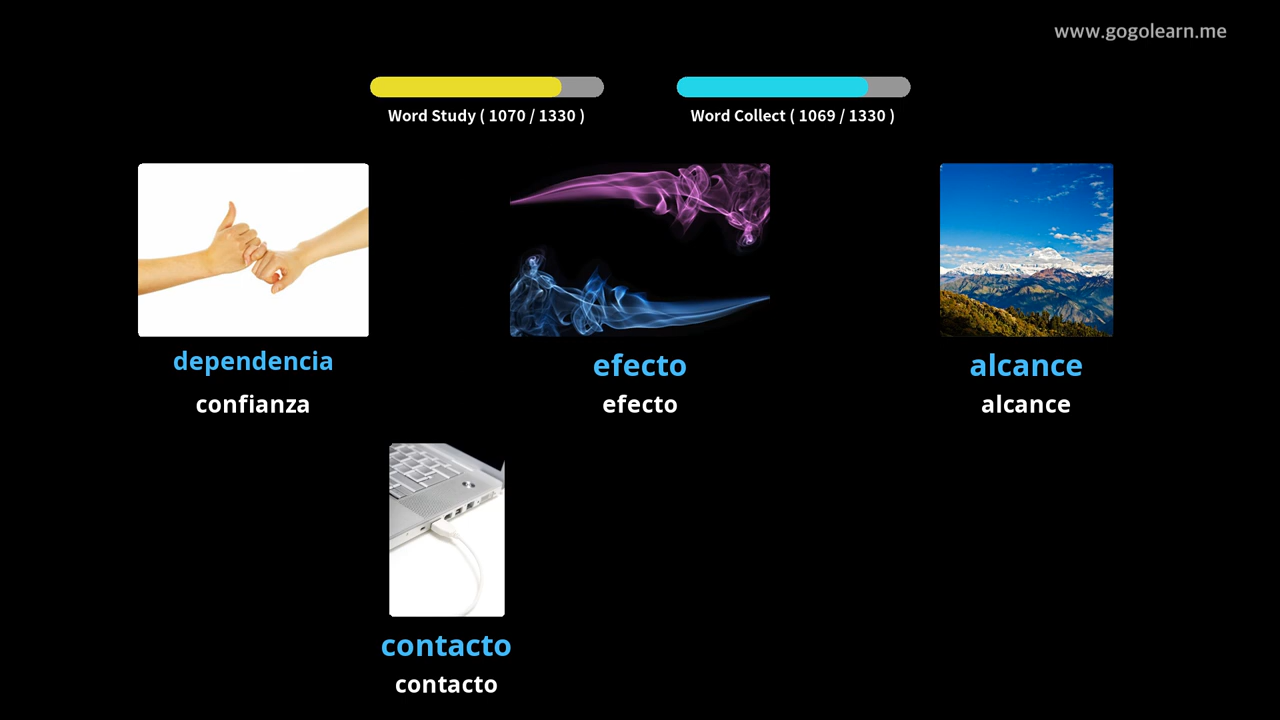 www.gogolearn.me
Word Study ( 1070 / 1330 )
Word Collect ( 1069 / 1330 )
dependencia
confianza
efecto
efecto
alcance
alcance
contacto
contacto